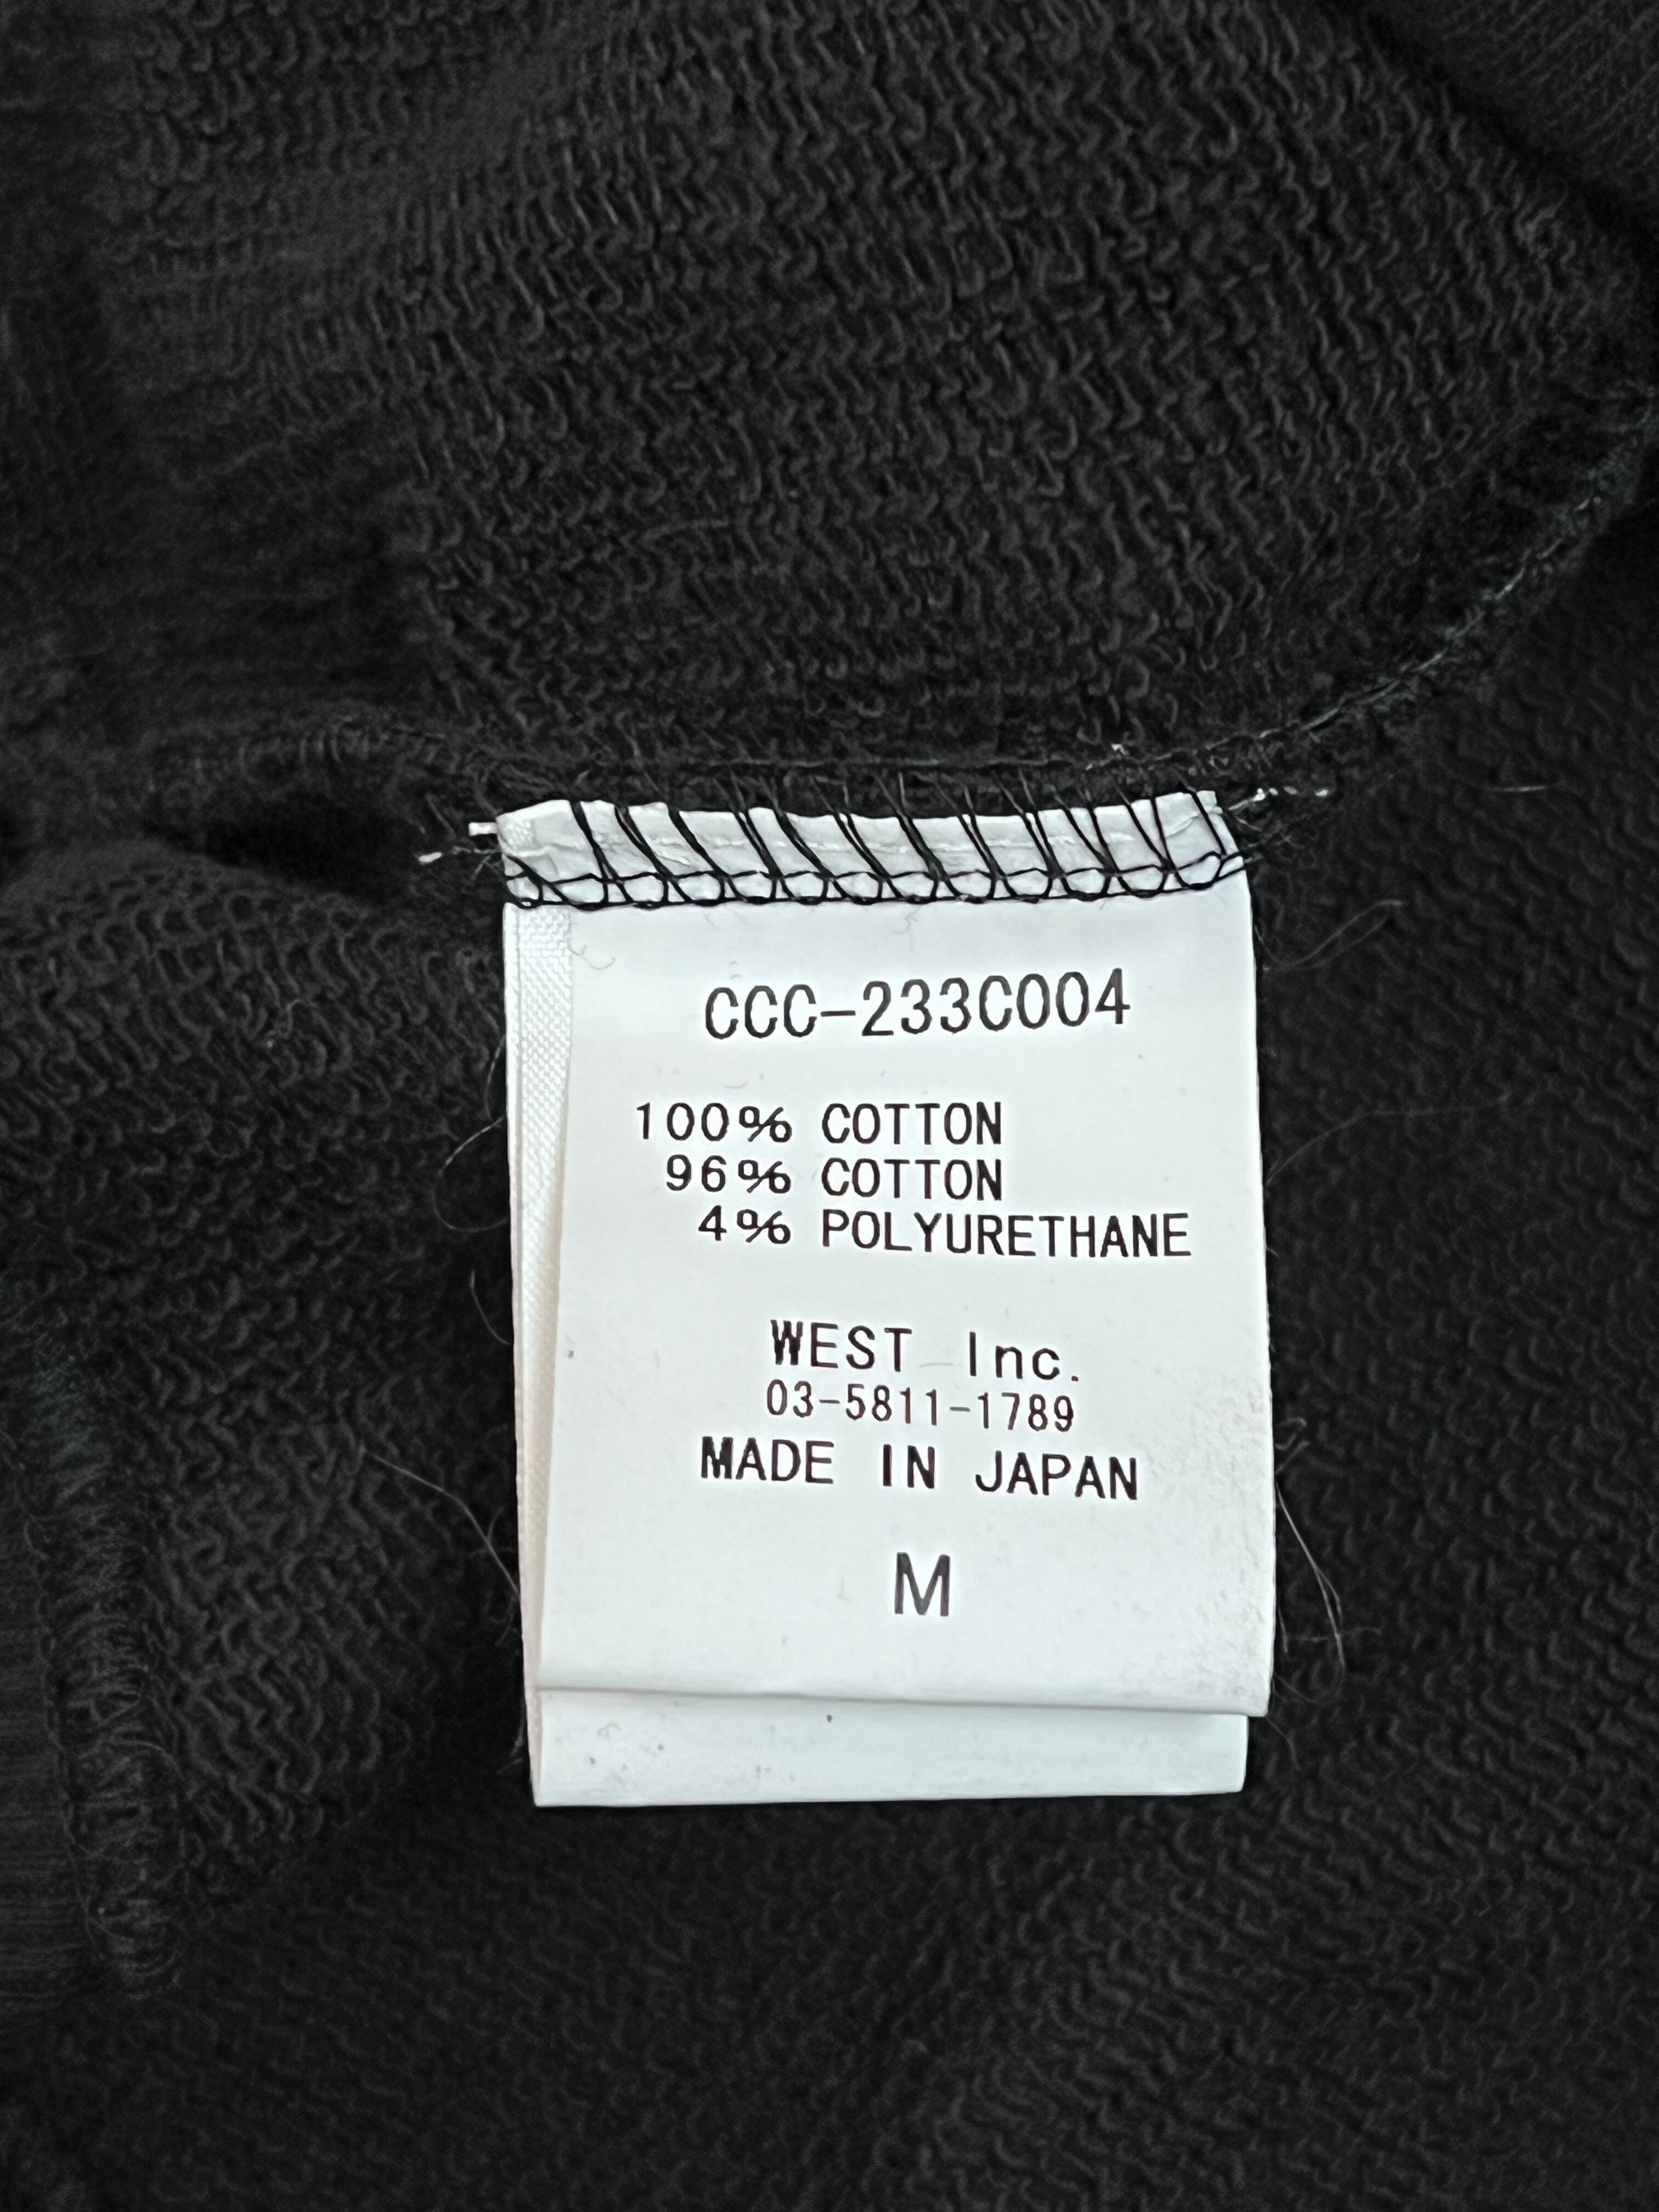 CCC-233C004
100% COTTON
96% COTTON
4% POLYURETHANE
WEST Inc.
03-5811-1789
MADE IN JAPAN
M